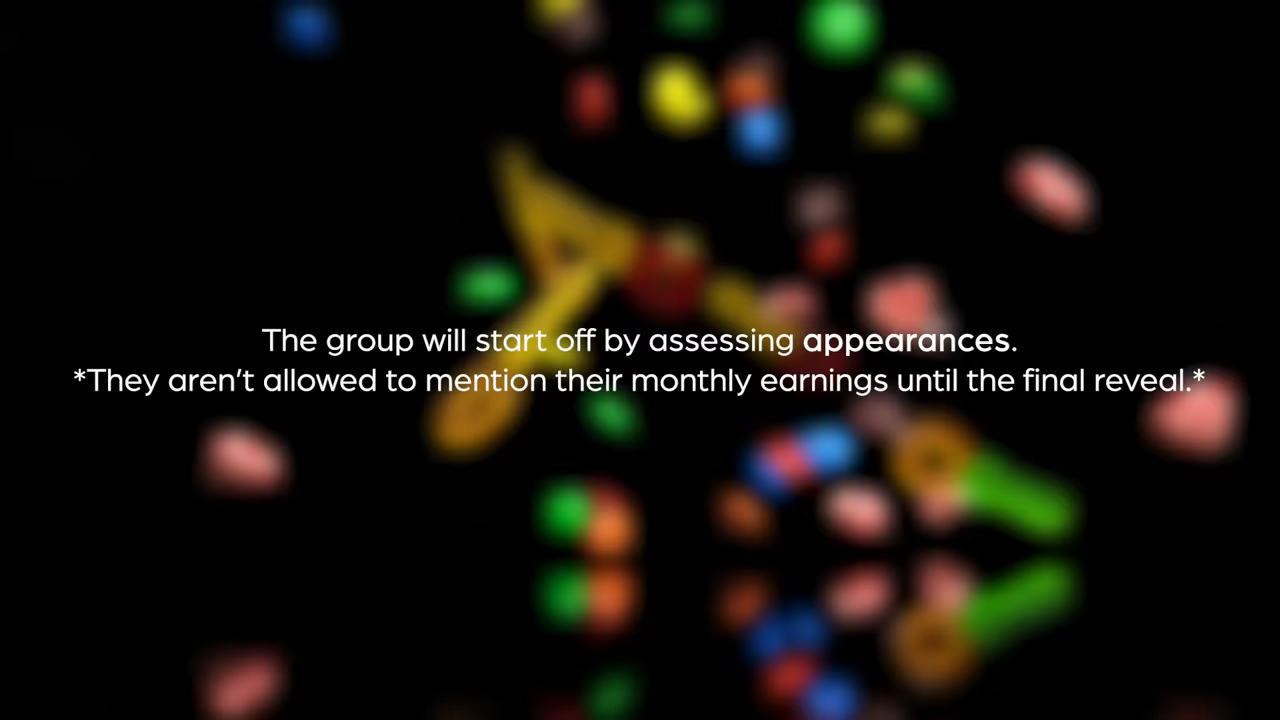 The group will start off by assessing appearances.
*They aren't allowed to mention their monthly earnings until the final reveal.*